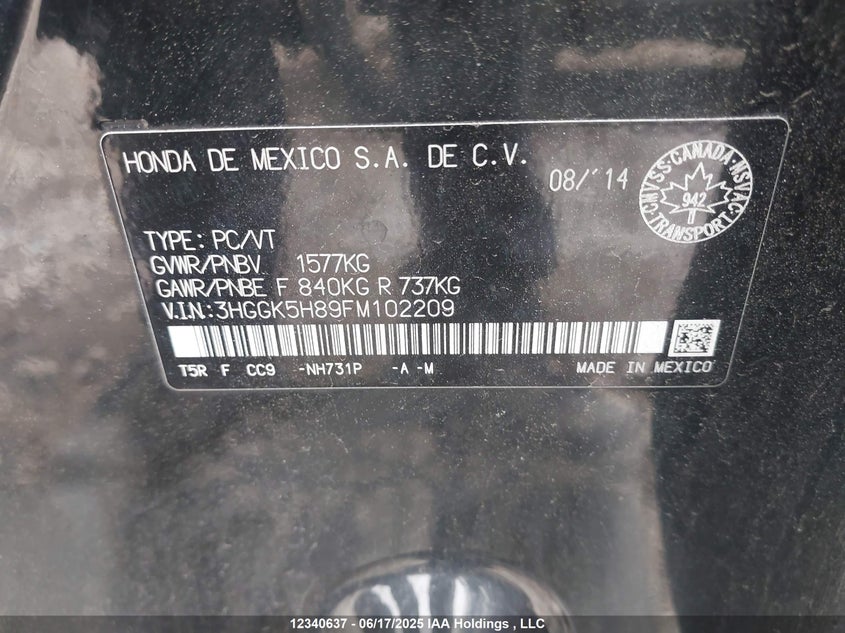 HONDA DE MEXICO S.A. DE C.V.
08/'14
CMVSS·CANADA·NSVAC
942
TRANSPORT
TYPE: PC/VT
GVWR/PNBV 1577KG
GAWR/PNBE F 840KG R 737KG
V.I.N:3HGGK5H89FM102209
T5R F CC9 -NH731P -A -M MADE IN MEXICO
12340637 - 06/17/2025 IAA Holdings , LLC